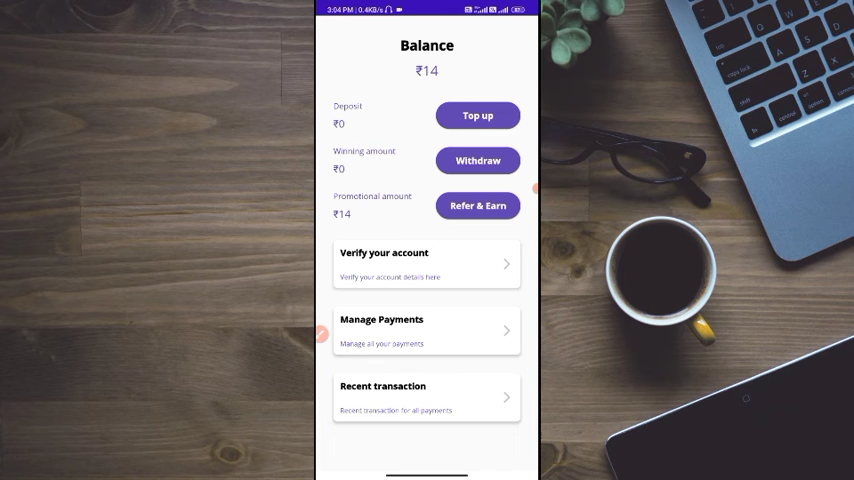 3:04 PM | 0.4KB/s
Balance
₹14
Deposit
₹0
Top up
Winning amount
₹0
Withdraw
Promotional amount
₹14
Refer & Earn
Verify your account
Verify your account details here
Manage Payments
Manage all your payments
Recent transaction
Recent transaction for all payments